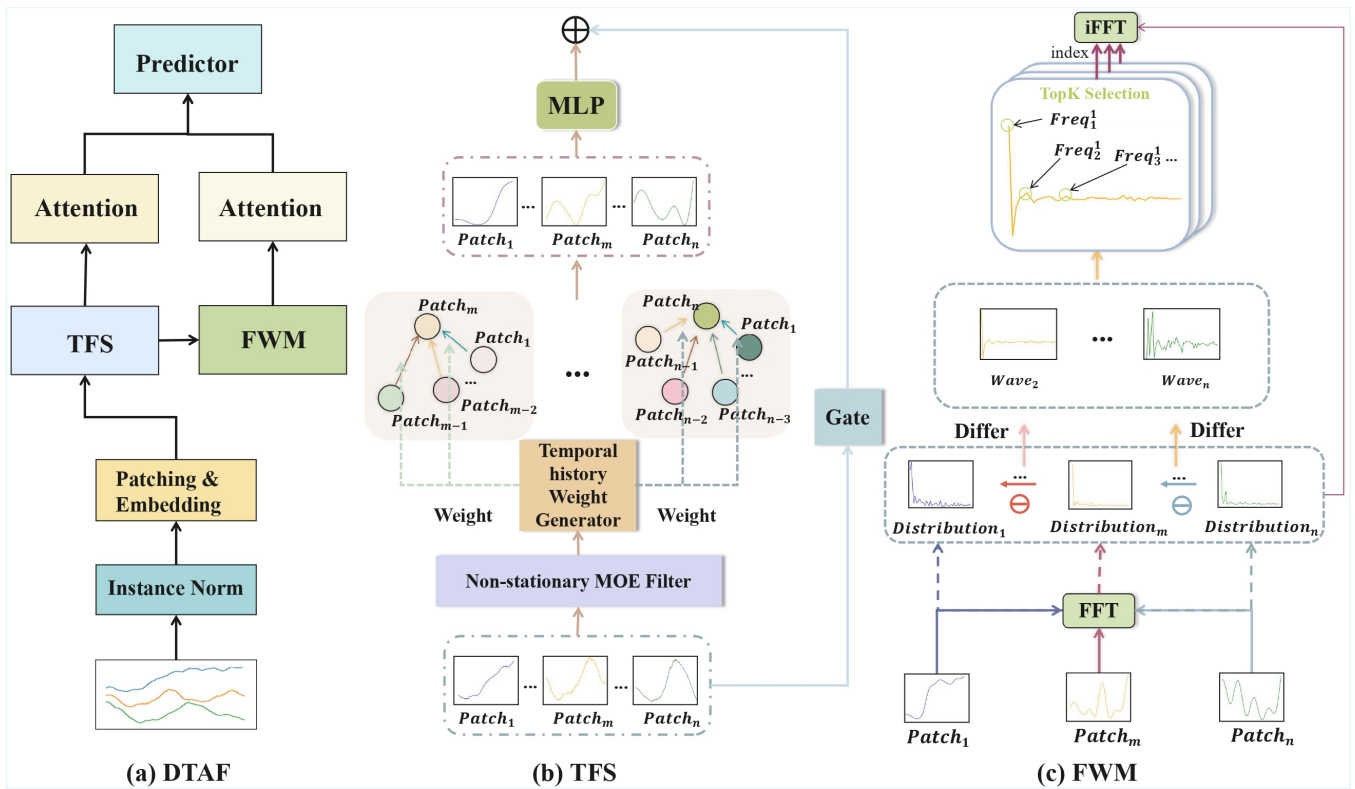 Predictor
Attention
Attention
TFS
FWM
Patching &
Embedding
Instance Norm
(a) DTAF
MLP
Patch₁
...
Patchₘ
...
Patchₙ
Patchₘ
Patch₁
...
Patchₘ₋₂
Patchₘ₋₁
...
Patchₙ
Patch₁
Patchₙ₋₁
...
Patchₙ₋₂
Patchₙ₋₃
Gate
Temporal
history
Weight
Generator
Weight
Weight
Non-stationary MOE Filter
Patch₁
...
Patchₘ
...
Patchₙ
(b) TFS
iFFT
index
TopK Selection
Freq₁¹
Freq₂¹
Freq₃¹ ...
Wave₂
...
Waveₙ
Differ
Differ
...
...
Distribution₁
Distributionₘ
Distributionₙ
FFT
Patch₁
Patchₘ
Patchₙ
(c) FWM